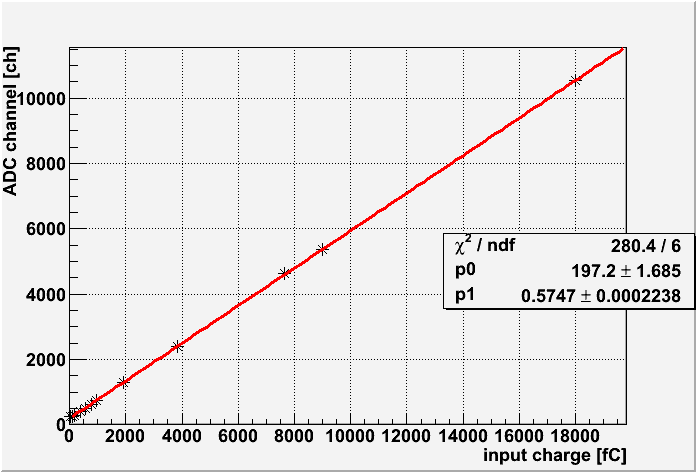 ADC channel [ch]
10000
8000
6000
4000
2000
0
0 2000 4000 6000 8000 10000 12000 14000 16000 18000
input charge [fC]
χ² / ndf 280.4 / 6
p0 197.2 ± 1.685
p1 0.5747 ± 0.0002238